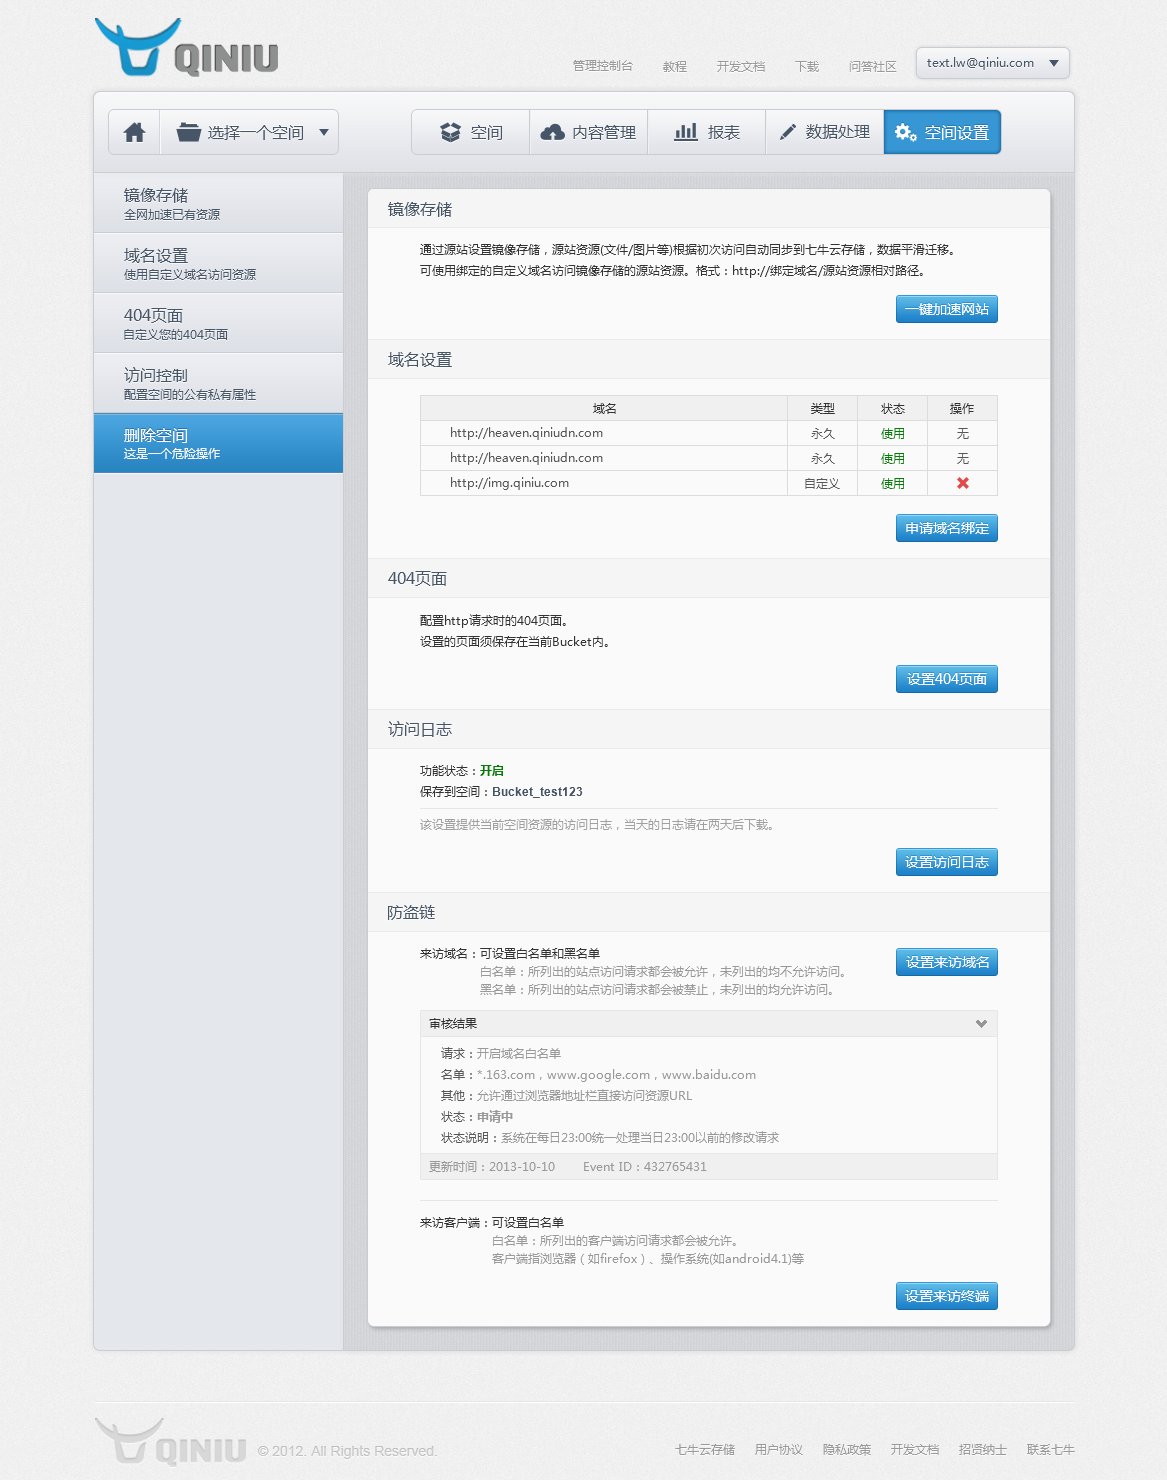 QINIU
管理控制台 教程 开发文档 下载 问答社区 text.lw@qiniu.com
选择一个空间 空间 内容管理 报表 数据处理 空间设置
镜像存储
全网加速已有资源
域名设置
使用自定义域名访问资源
404页面
自定义您的404页面
访问控制
配置空间的公有私有属性
删除空间
这是一个危险操作
镜像存储
通过源站设置镜像存储，源站资源(文件/图片等)根据初次访问自动同步到七牛云存储，数据平滑迁移。
可使用绑定的自定义域名访问镜像存储的源站资源。格式：http://绑定域名/源站资源相对路径。
一键加速网站
域名设置
域名 类型 状态 操作
http://heaven.qiniudn.com 永久 使用 无
http://heaven.qiniudn.com 永久 使用 无
http://img.qiniu.com 自定义 使用
申请域名绑定
404页面
配置http请求时的404页面。
设置的页面须保存在当前Bucket内。
设置404页面
访问日志
功能状态：开启
保存到空间：Bucket_test123
该设置提供当前空间资源的访问日志，当天的日志请在两天后下载。
设置访问日志
防盗链
来访域名：可设置白名单和黑名单
白名单：所列出的站点访问请求都会被允许，未列出的均不允许访问。
黑名单：所列出的站点访问请求都会被禁止，未列出的均允许访问。
设置来访域名
审核结果
请求：开启域名白名单
名单：*.163.com，www.google.com，www.baidu.com
其他：允许通过浏览器地址栏直接访问资源URL
状态：申请中
状态说明：系统在每日23:00统一处理当日23:00以前的修改请求
更新时间：2013-10-10 Event ID：432765431
来访客户端：可设置白名单
白名单：所列出的客户端访问请求都会被允许。
客户端指浏览器（如firefox）、操作系统(如android4.1)等
设置来访终端
QINIU © 2012. All Rights Reserved. 七牛云存储 用户协议 隐私政策 开发文档 招贤纳士 联系七牛